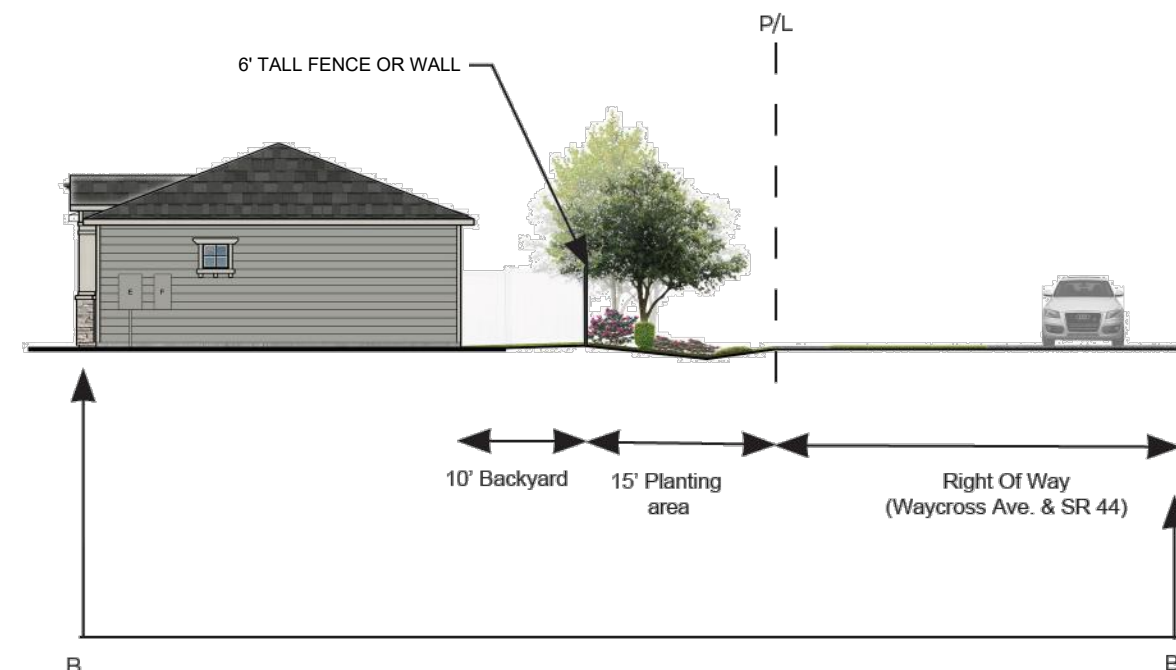 P/L
6' TALL FENCE OR WALL
E F
10' Backyard
15' Planting
area
Right Of Way
(Waycross Ave. & SR 44)
B
B